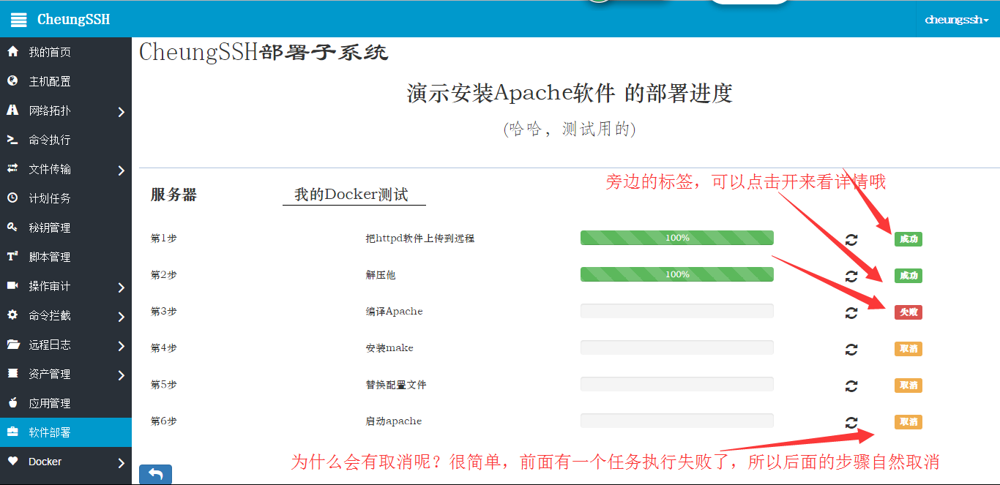 CheungSSH
cheungssh
我的首页
主机配置
网络拓扑
命令执行
文件传输
计划任务
秘钥管理
脚本管理
操作审计
命令拦截
远程日志
资产管理
应用管理
软件部署
Docker
CheungSSH部署子系统
演示安装Apache软件 的部署进度
(哈哈，测试用的)
旁边的标签，可以点击开来看详情哦
服务器 我的Docker测试
第1步 把httpd软件上传到远程 100% 成功
第2步 解压他 100% 成功
第3步 编译Apache 失败
第4步 安装make 取消
第5步 替换配置文件 取消
第6步 启动apache 取消
为什么会有取消呢？很简单，前面有一个任务执行失败了，所以后面的步骤自然取消